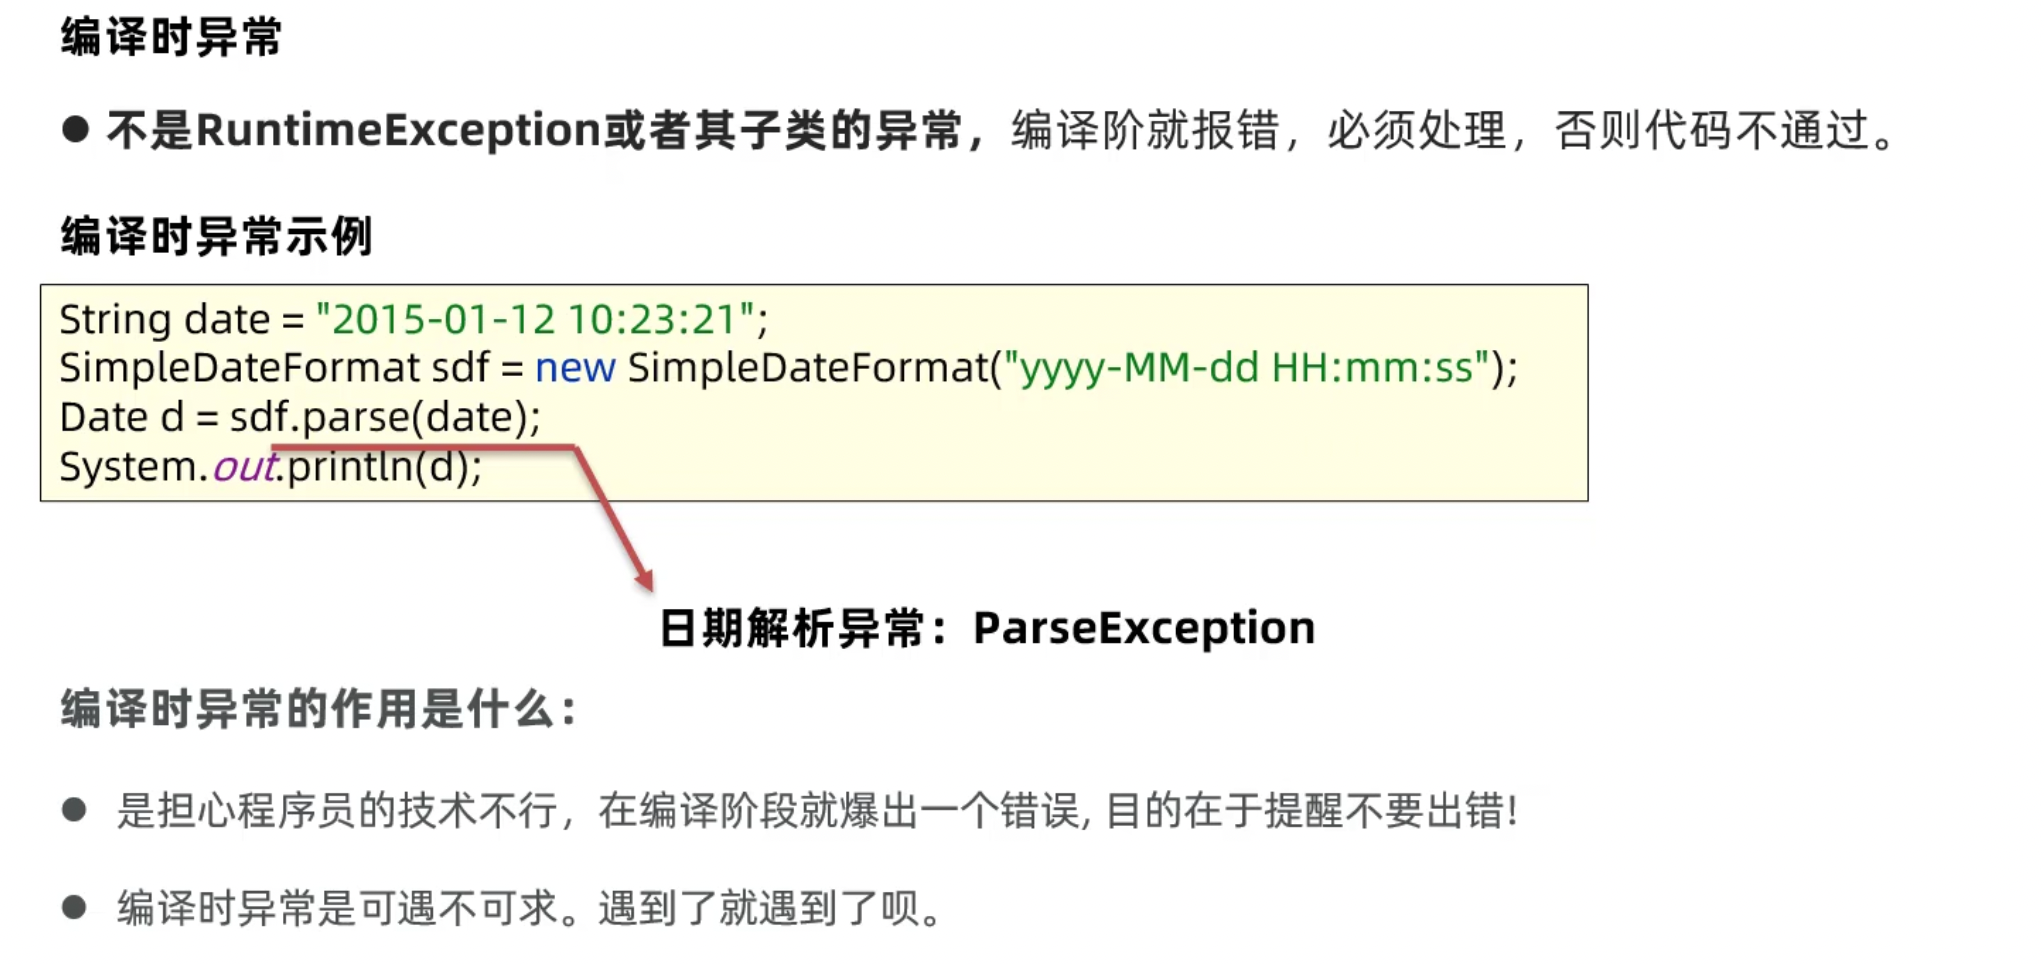 编译时异常
● 不是RuntimeException或者其子类的异常，编译阶就报错，必须处理，否则代码不通过。
编译时异常示例
String date = "2015-01-12 10:23:21";
SimpleDateFormat sdf = new SimpleDateFormat("yyyy-MM-dd HH:mm:ss");
Date d = sdf.parse(date);
System.out.println(d);
日期解析异常：ParseException
编译时异常的作用是什么：
● 是担心程序员的技术不行，在编译阶段就爆出一个错误, 目的在于提醒不要出错!
● 编译时异常是可遇不可求。遇到了就遇到了呗。